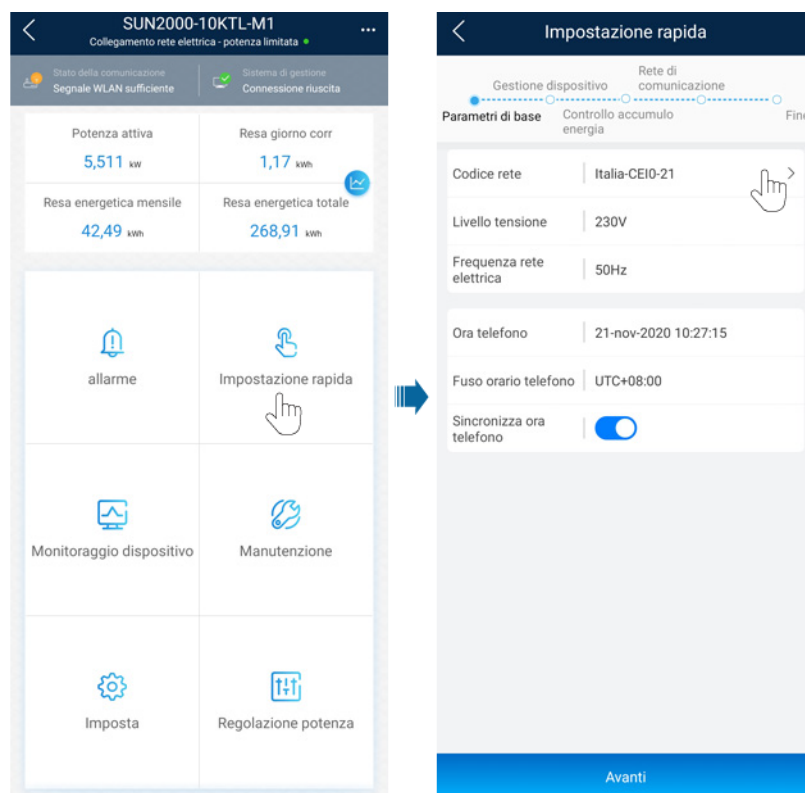 SUN2000-10KTL-M1
Collegamento rete elettrica - potenza limitata
Stato della comunicazione
Segnale WLAN sufficiente
Sistema di gestione
Connessione riuscita
Potenza attiva
Resa giorno corr
5,511 kW
1,17 kWh
Resa energetica mensile
Resa energetica totale
42,49 kWh
268,91 kWh
allarme
Impostazione rapida
Monitoraggio dispositivo
Manutenzione
Imposta
Regolazione potenza
Impostazione rapida
Rete di
Gestione dispositivo
comunicazione
Parametri di base
Controllo accumulo
energia
Fine
Codice rete
Italia-CEI0-21
Livello tensione
230V
Frequenza rete
elettrica
50Hz
Ora telefono
21-nov-2020 10:27:15
Fuso orario telefono
UTC+08:00
Sincronizza ora
telefono
Avanti